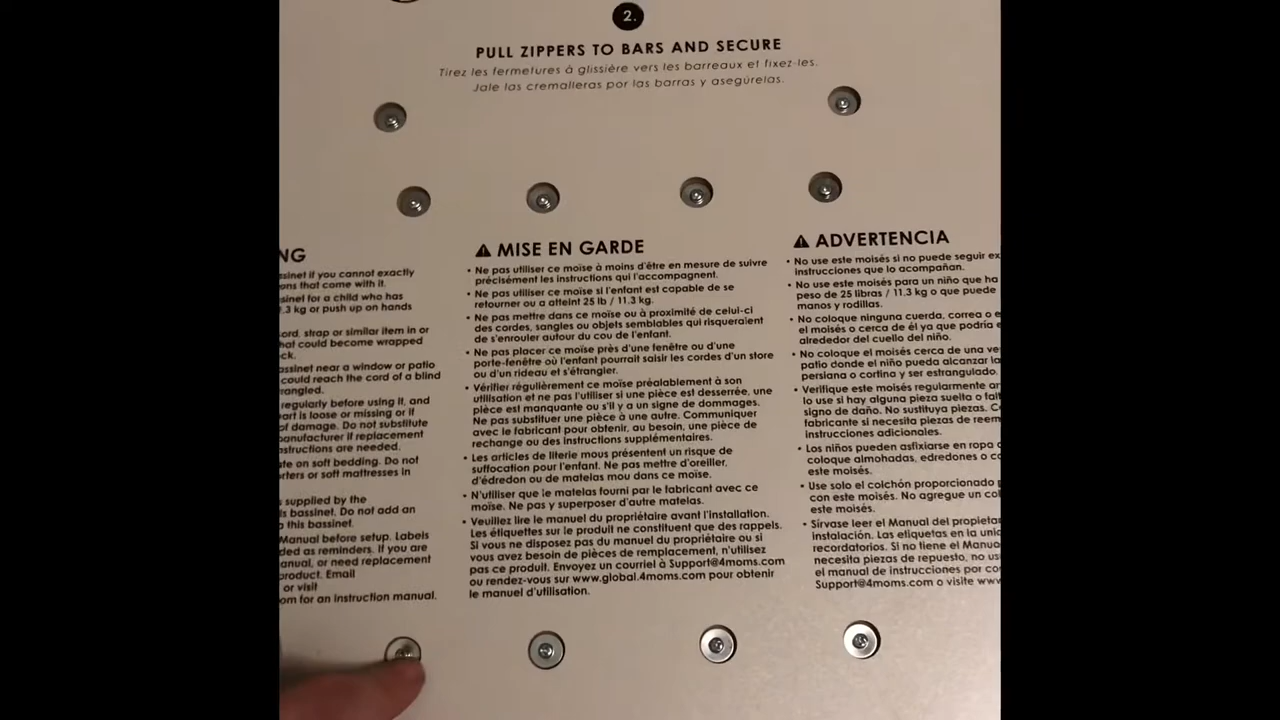 2.
PULL ZIPPERS TO BARS AND SECURE
Tirez les fermetures à glissière vers les barreaux et fixez-les.
Jale las cremalleras por las barras y asegúrelas.
NG
ssinet if you cannot exactly
ons that come with it.
sinet for a child who has
.3 kg or push up on hands
ord, strap or similar item in or
hat could become wrapped
ck.
assinet near a window or patio
could reach the cord of a blind
rangled.
regularly before using it, and
art is loose or missing or if
of damage. Do not substitute
anufacturer if replacement
structions are needed.
te on soft bedding. Do not
rters or soft mattresses in
supplied by the
is bassinet. Do not add an
o this bassinet.
Manual before setup. Labels
ded as reminders. If you are
anual, or need replacement
product. Email
or visit
om for an instruction manual.
MISE EN GARDE
• Ne pas utiliser ce moïse à moins d'être en mesure de suivre
précisément les instructions qui l'accompagnent.
• Ne pas utiliser ce moïse si l'enfant est capable de se
retourner ou a atteint 25 lb / 11.3 kg.
• Ne pas mettre dans ce moïse ou à proximité de celui-ci
des cordes, sangles ou objets semblables qui risqueraient
de s'enrouler autour du cou de l'enfant.
• Ne pas placer ce moïse près d'une fenêtre ou d'une
porte-fenêtre où l'enfant pourrait saisir les cordes d'un store
ou d'un rideau et s'étrangler.
• Vérifier régulièrement ce moïse préalablement à son
utilisation et ne pas l'utiliser si une pièce est desserrée, une
pièce est manquante ou s'il y a un signe de dommages.
Ne pas substituer une pièce à une autre. Communiquer
avec le fabricant pour obtenir, au besoin, une pièce de
rechange ou des instructions supplémentaires.
• Les articles de literie mous présentent un risque de
suffocation pour l'enfant. Ne pas mettre d'oreiller,
d'édredon ou de matelas mou dans ce moïse.
• N'utiliser que le matelas fourni par le fabricant avec ce
moïse. Ne pas y superposer d'autre matelas.
• Veuillez lire le manuel du propriétaire avant l'installation.
Les étiquettes sur le produit ne constituent que des rappels.
Si vous ne disposez pas du manuel du propriétaire ou si
vous avez besoin de pièces de remplacement, n'utilisez
pas ce produit. Envoyez un courriel à Support@4moms.com
ou rendez-vous sur www.global.4moms.com pour obtenir
le manuel d'utilisation.
ADVERTENCIA
• No use este moisés si no puede seguir ex
instrucciones que lo acompañan.
• No use este moisés para un niño que ha
peso de 25 libras / 11.3 kg o que puede
manos y rodillas.
• No coloque ninguna cuerda, correa o e
el moisés o cerca de él ya que podría e
alrededor del cuello del niño.
• No coloque el moisés cerca de una ve
patio donde el niño pueda alcanzar la
persiana o cortina y ser estrangulado.
• Verifique este moisés regularmente an
lo use si hay alguna pieza suelta o falt
signo de daño. No sustituya piezas. C
fabricante si necesita piezas de reem
instrucciones adicionales.
• Los niños pueden asfixiarse en ropa d
coloque almohadas, edredones o co
este moisés.
• Use solo el colchón proporcionado p
con este moisés. No agregue un col
este moisés.
• Sírvase leer el Manual del propieta
instalación. Las etiquetas en la unid
recordatorios. Si no tiene el Manua
necesita piezas de repuesto, no us
el manual de instrucciones por co
Support@4moms.com o visite www